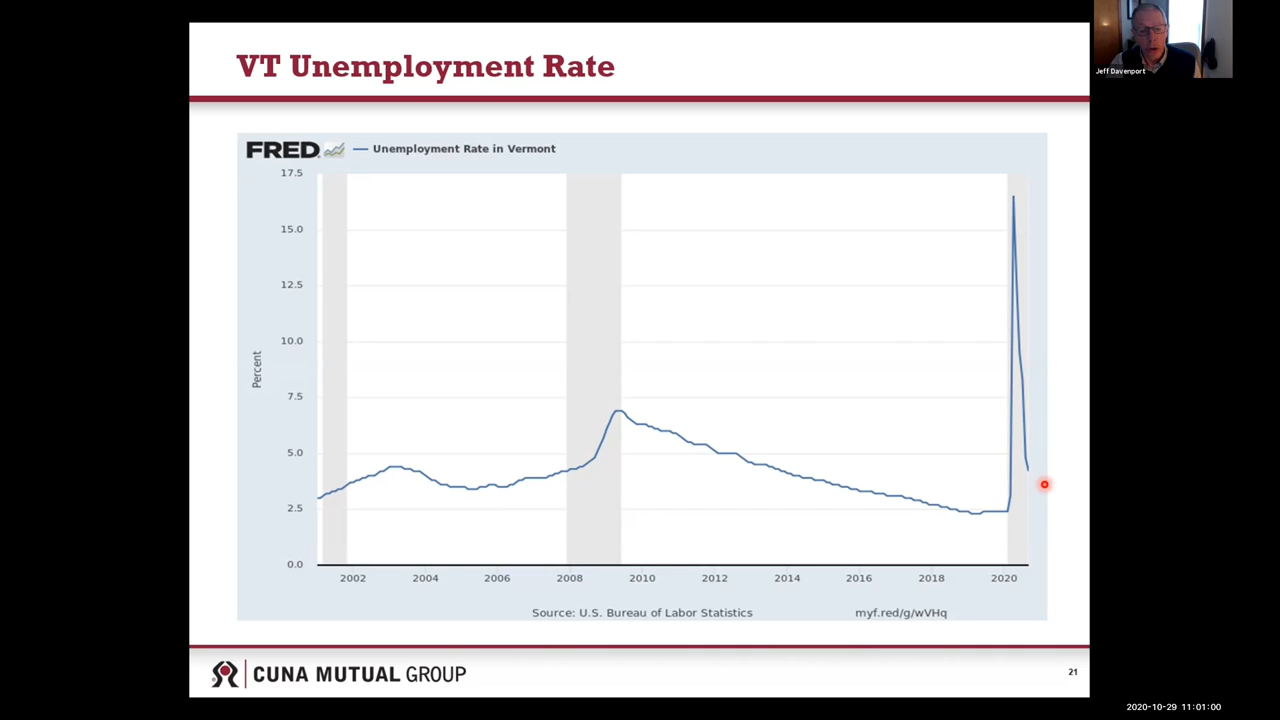 VT Unemployment Rate
Jeff Davenport
FRED
Unemployment Rate in Vermont
17.5
15.0
12.5
10.0
7.5
5.0
2.5
0.0
Percent
2002 2004 2006 2008 2010 2012 2014 2016 2018 2020
Source: U.S. Bureau of Labor Statistics
myf.red/g/wVHq
CUNA MUTUAL GROUP
21
2020-10-29 11:01:00